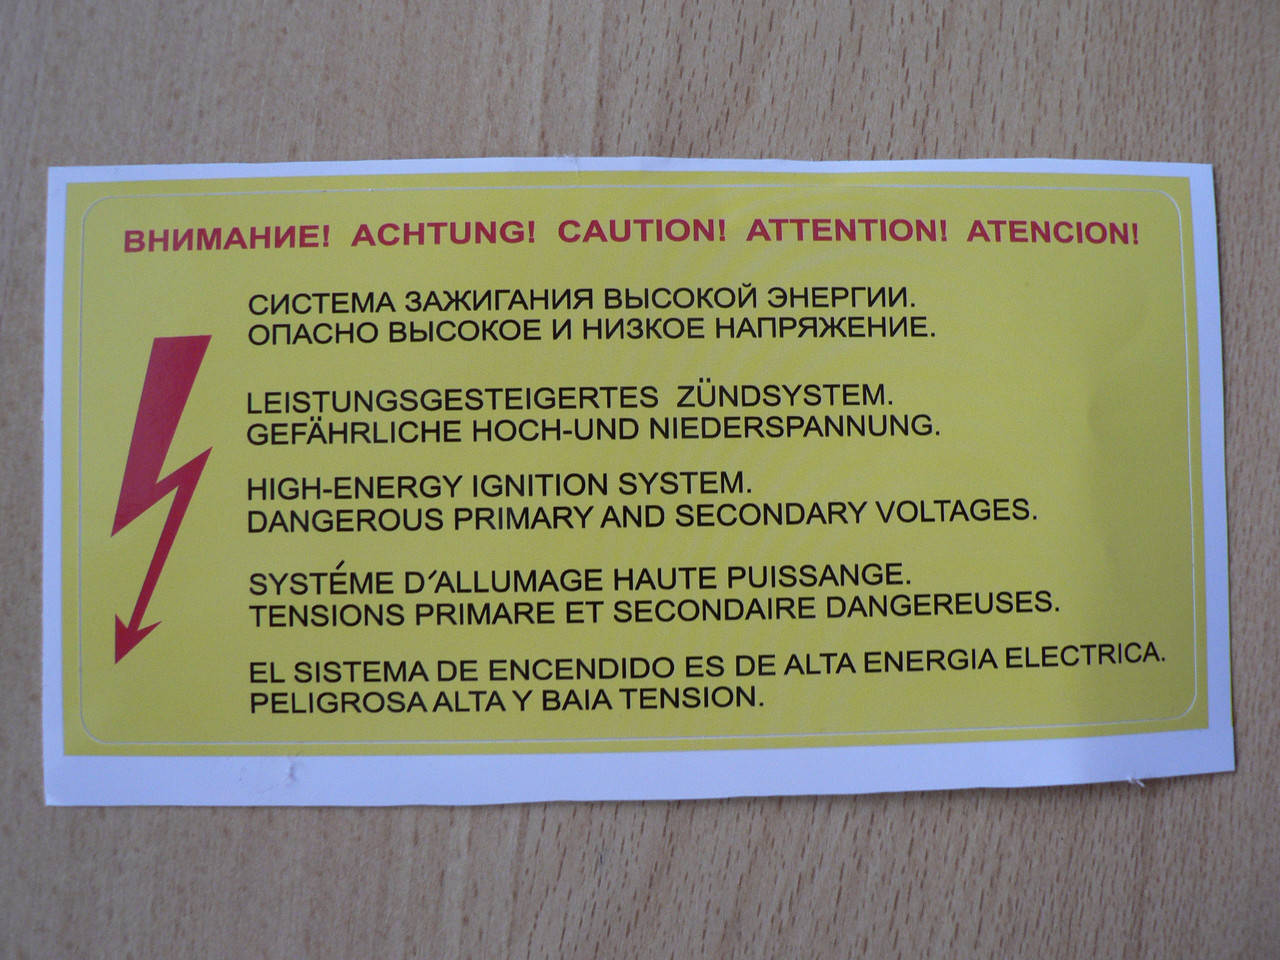 ВНИМАНИЕ! ACHTUNG! CAUTION! ATTENTION! ATENCION!
СИСТЕМА ЗАЖИГАНИЯ ВЫСОКОЙ ЭНЕРГИИ.
ОПАСНО ВЫСОКОЕ И НИЗКОЕ НАПРЯЖЕНИЕ.
LEISTUNGSGESTEIGERTES ZÜNDSYSTEM.
GEFÄHRLICHE HOCH-UND NIEDERSPANNUNG.
HIGH-ENERGY IGNITION SYSTEM.
DANGEROUS PRIMARY AND SECONDARY VOLTAGES.
SYSTÉME D´ALLUMAGE HAUTE PUISSANGE.
TENSIONS PRIMARE ET SECONDAIRE DANGEREUSES.
EL SISTEMA DE ENCENDIDO ES DE ALTA ENERGIA ELECTRICA.
PELIGROSA ALTA Y BAIA TENSION.